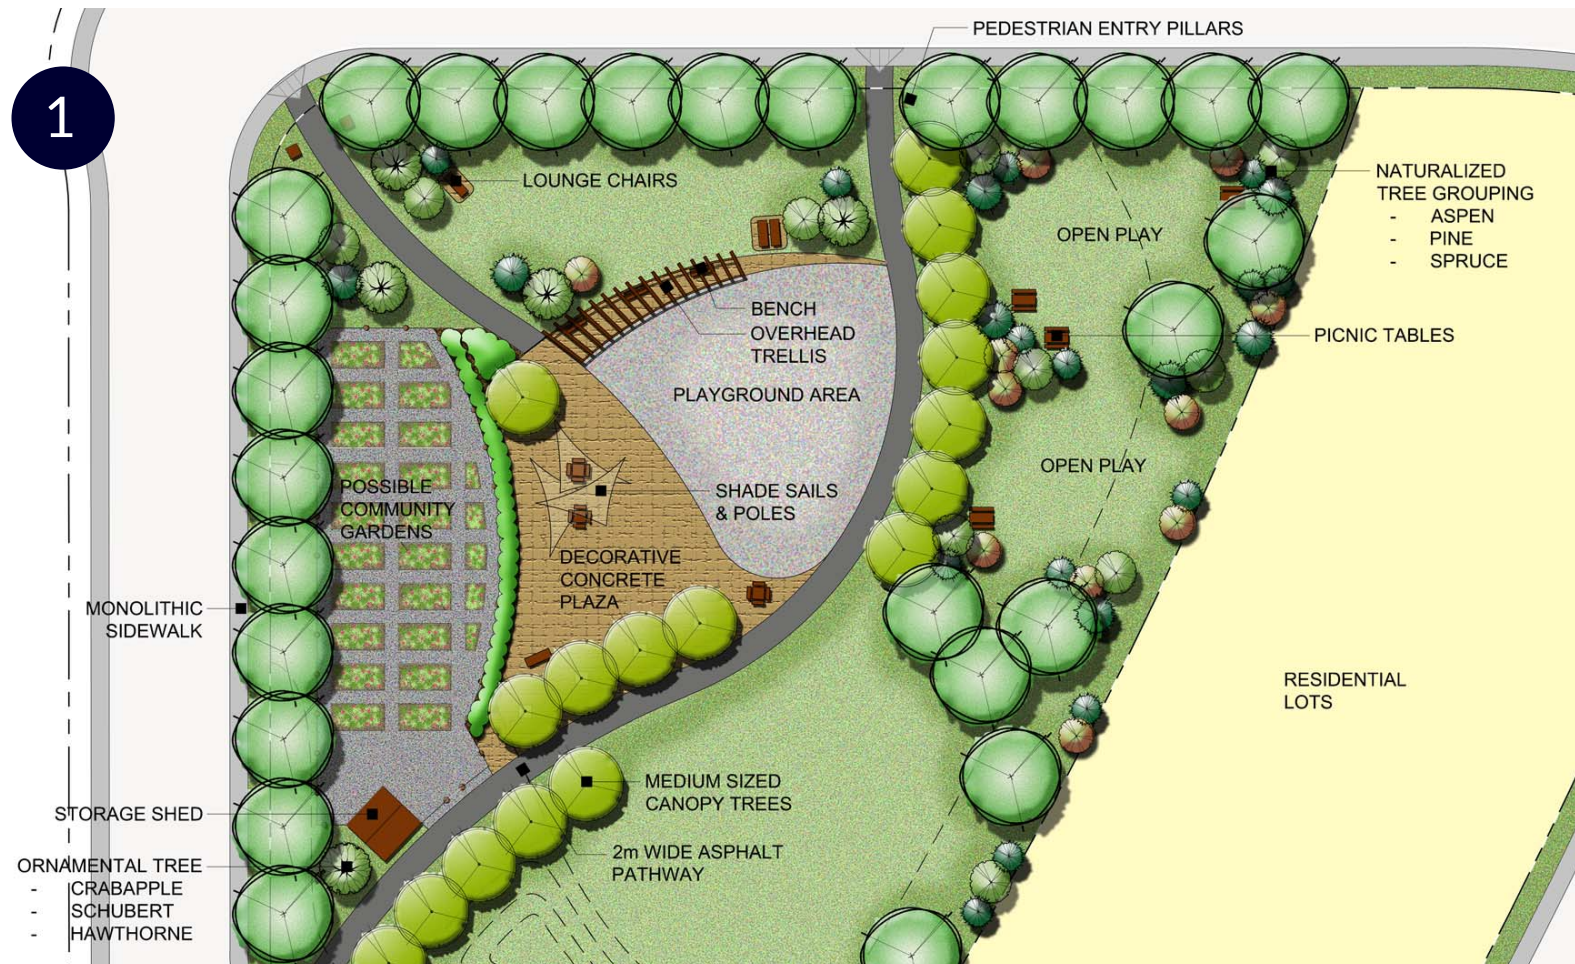 1
PEDESTRIAN ENTRY PILLARS
LOUNGE CHAIRS
NATURALIZED
TREE GROUPING
- ASPEN
- PINE
- SPRUCE
OPEN PLAY
BENCH
OVERHEAD
TRELLIS
PICNIC TABLES
PLAYGROUND AREA
OPEN PLAY
POSSIBLE
COMMUNITY
GARDENS
SHADE SAILS
& POLES
DECORATIVE
CONCRETE
PLAZA
MONOLITHIC
SIDEWALK
RESIDENTIAL
LOTS
MEDIUM SIZED
CANOPY TREES
STORAGE SHED
2m WIDE ASPHALT
PATHWAY
ORNAMENTAL TREE
- CRABAPPLE
- SCHUBERT
- HAWTHORNE